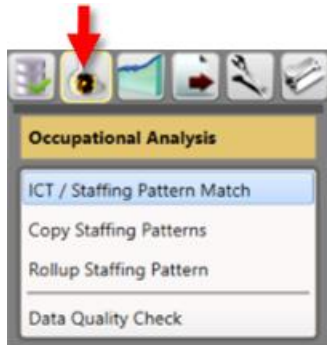 Occupational Analysis
ICT / Staffing Pattern Match
Copy Staffing Patterns
Rollup Staffing Pattern
Data Quality Check